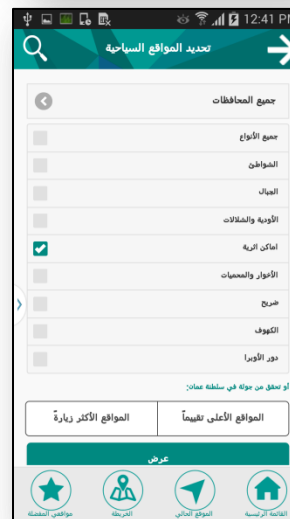 12:41 PM
تحديد المواقع السياحية
جميع المحافظات
جميع الأنواع
الشواطئ
الجبال
الأودية والشلالات
اماكن اثرية
الأخوار والمحميات
ضريح
الكهوف
دور الأوبرا
أو تحقق من جولة في سلطنة عمان:
المواقع الأعلى تقييماً
المواقع الأكثر زيارةً
عرض
القائمة الرئيسية
الموقع الحالي
الخريطة
مواقعي المفضلة